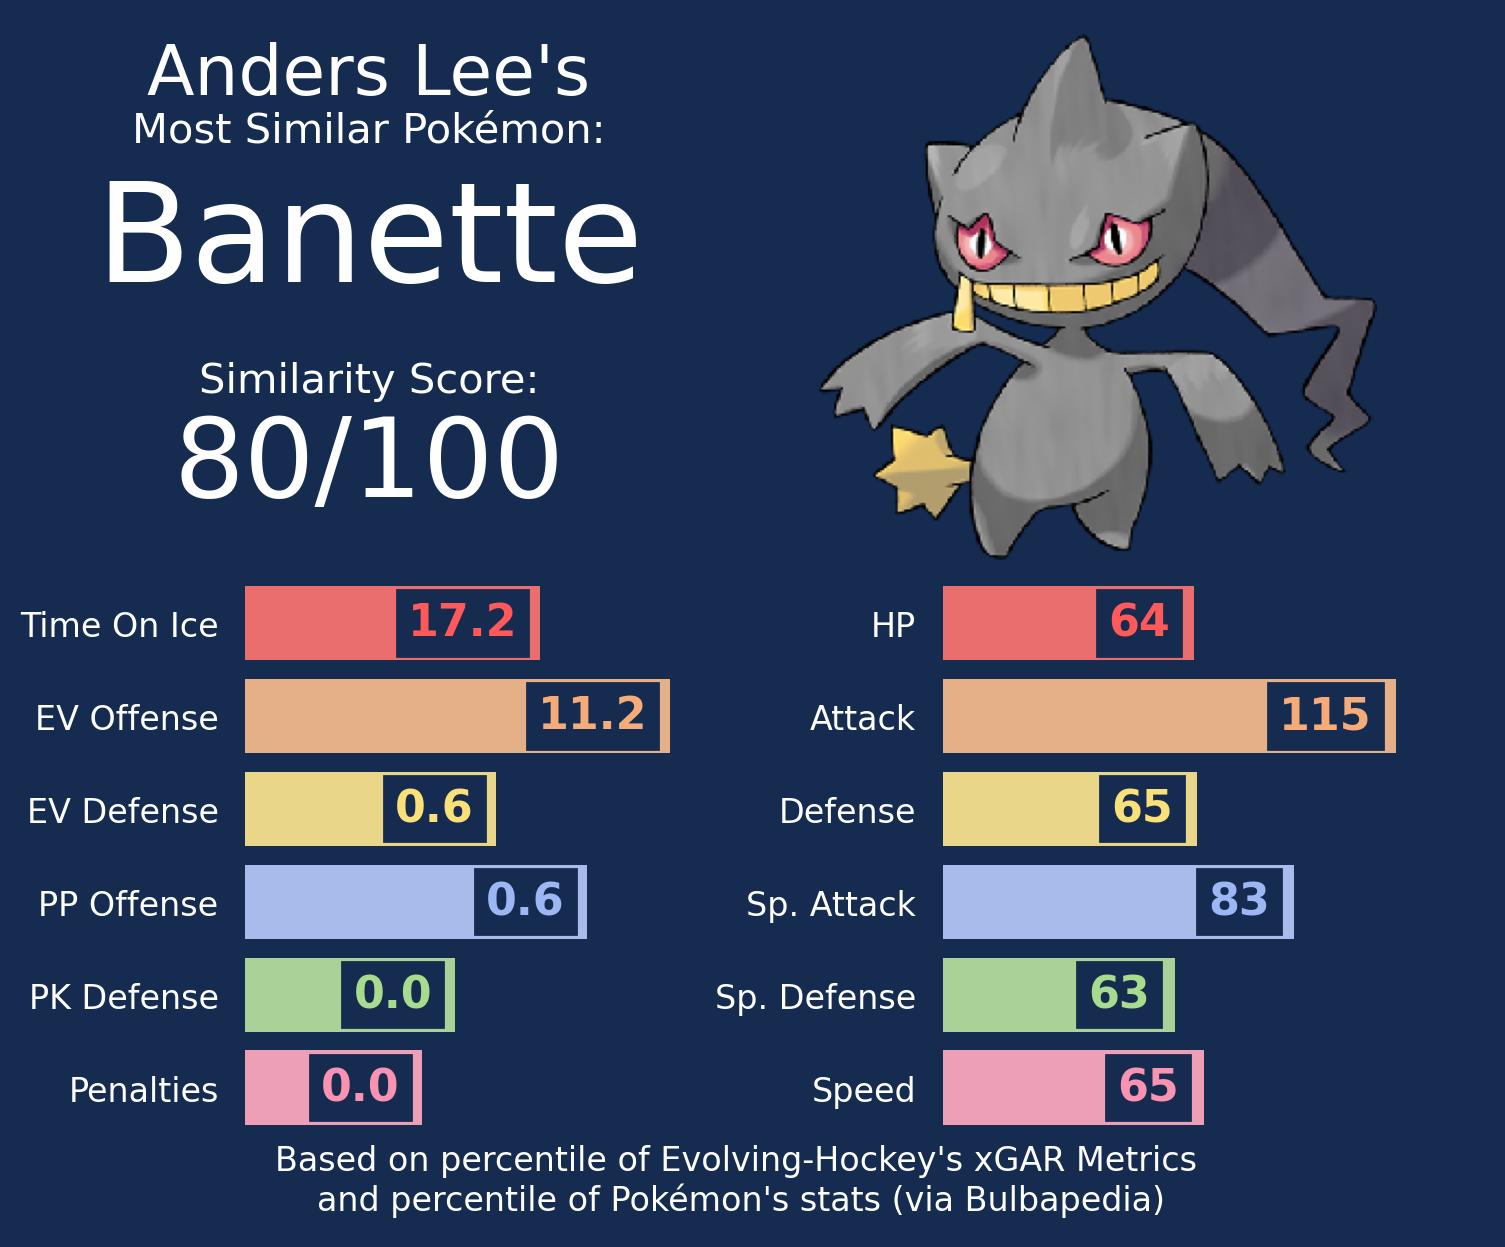 Anders Lee's
Most Similar Pokémon:
Banette
Similarity Score:
80/100
Time On Ice 17.2
EV Offense 11.2
EV Defense 0.6
PP Offense 0.6
PK Defense 0.0
Penalties 0.0
HP 64
Attack 115
Defense 65
Sp. Attack 83
Sp. Defense 63
Speed 65
Based on percentile of Evolving-Hockey's xGAR Metrics
and percentile of Pokémon's stats (via Bulbapedia)